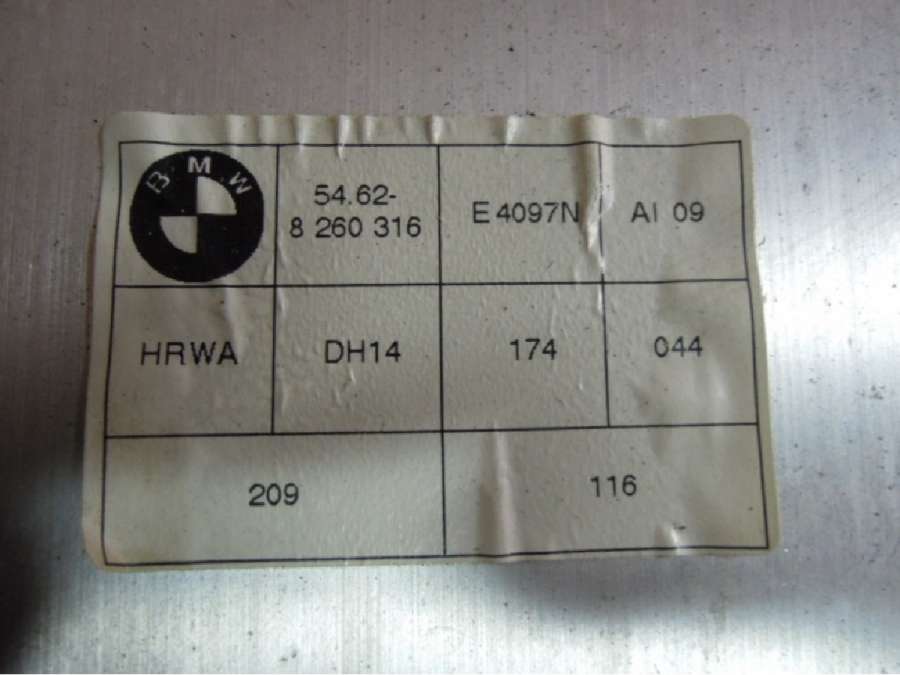 BMW
54.62-
8 260 316
E4097N
AI 09
HRWA
DH14
174
044
209
116